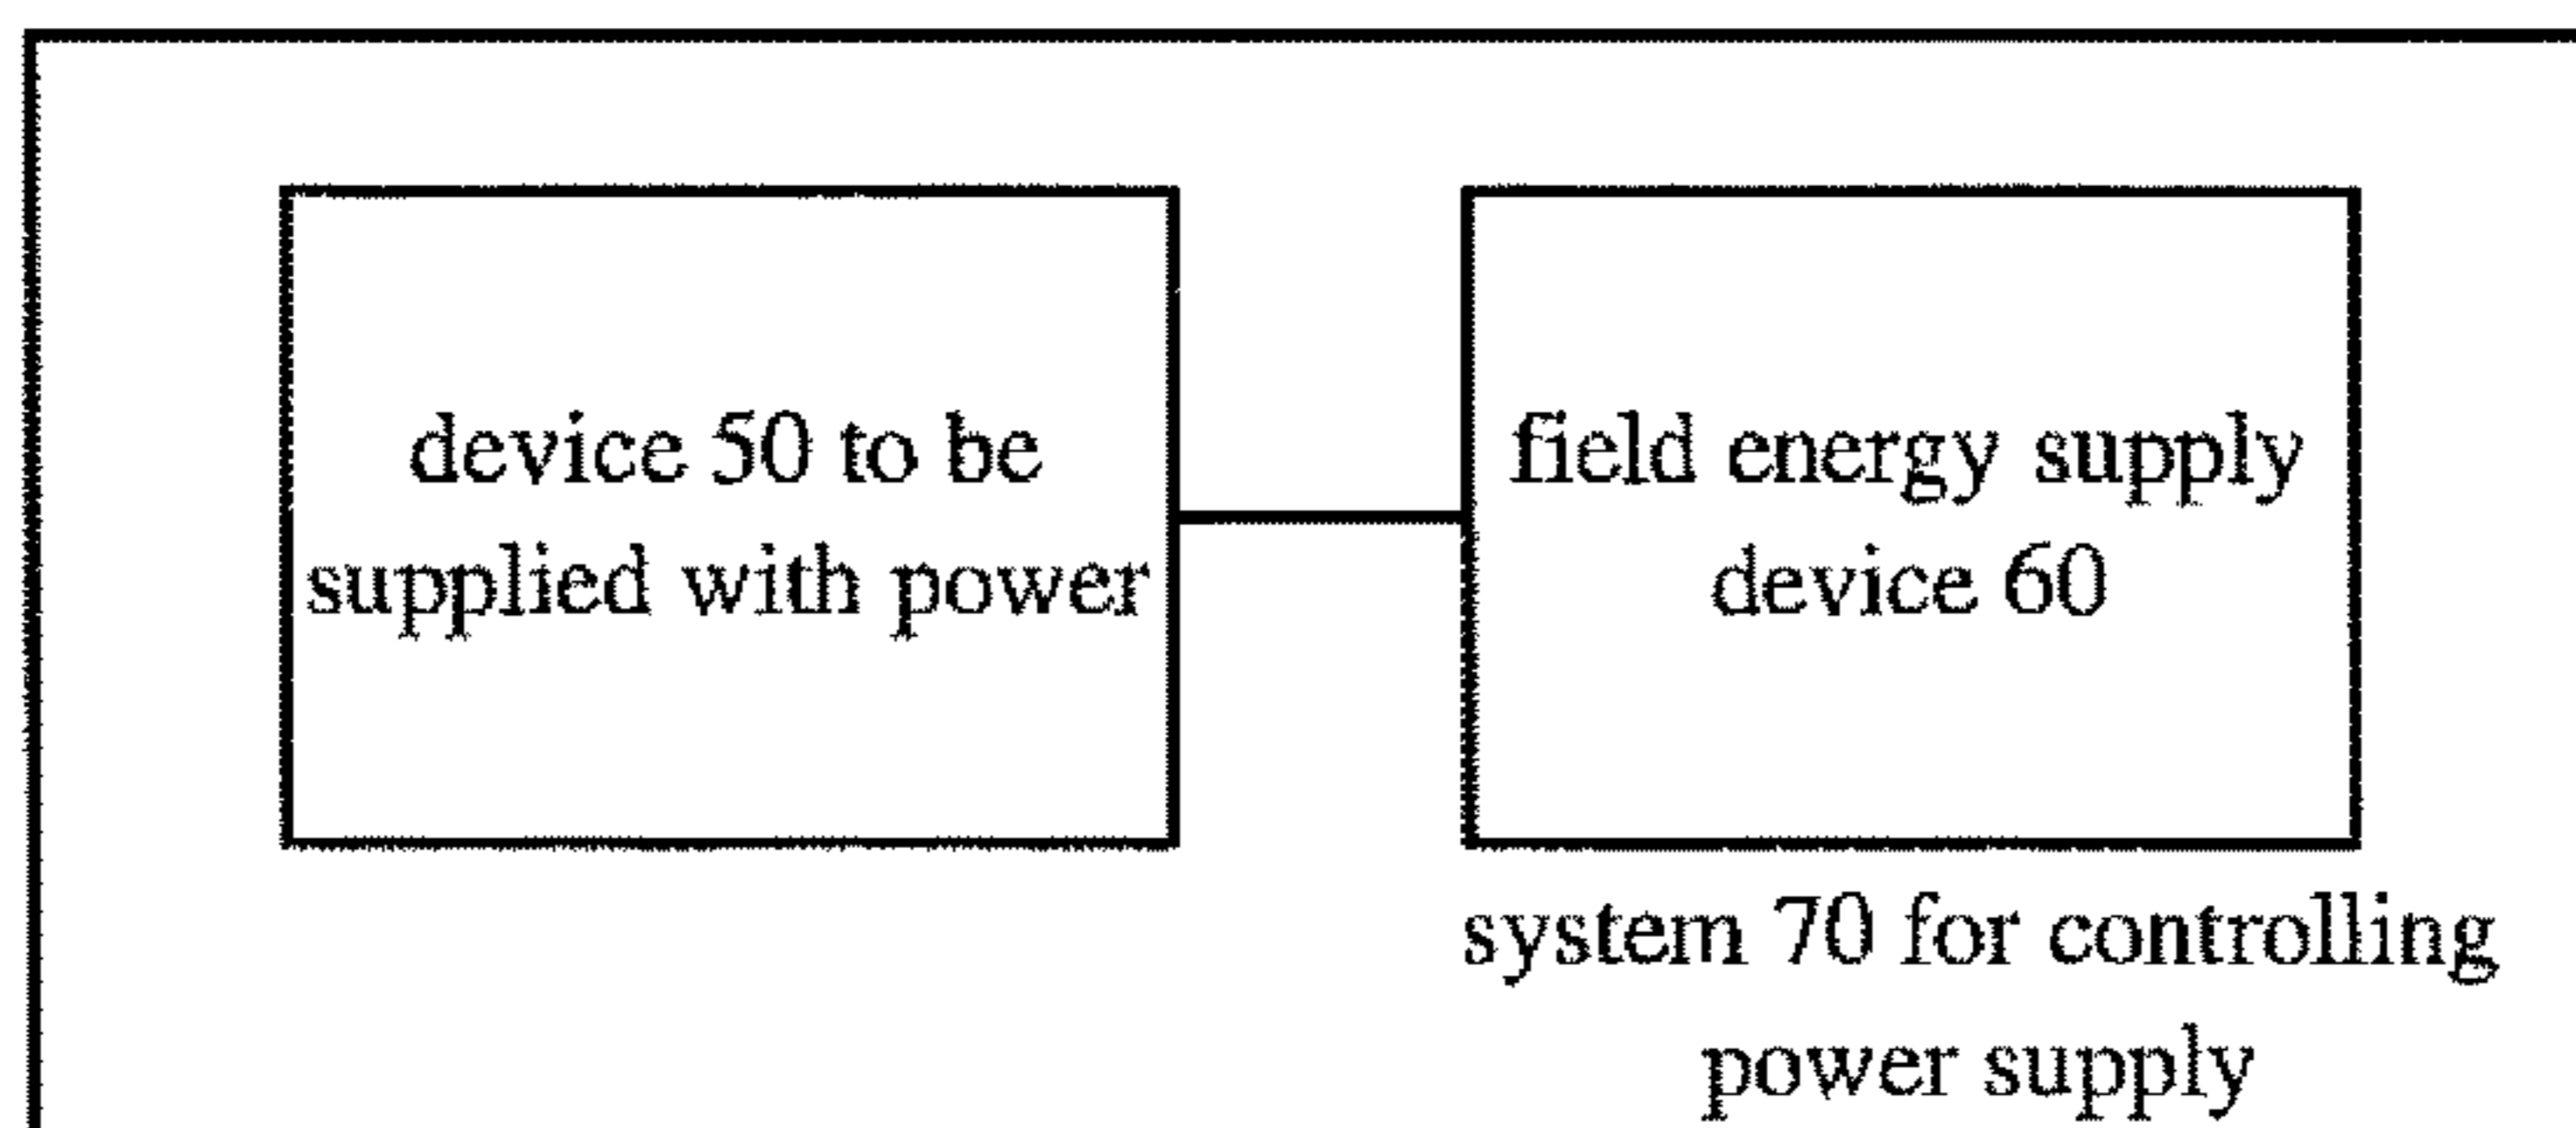 device 50 to be
supplied with power
field energy supply
device 60
system 70 for controlling
power supply